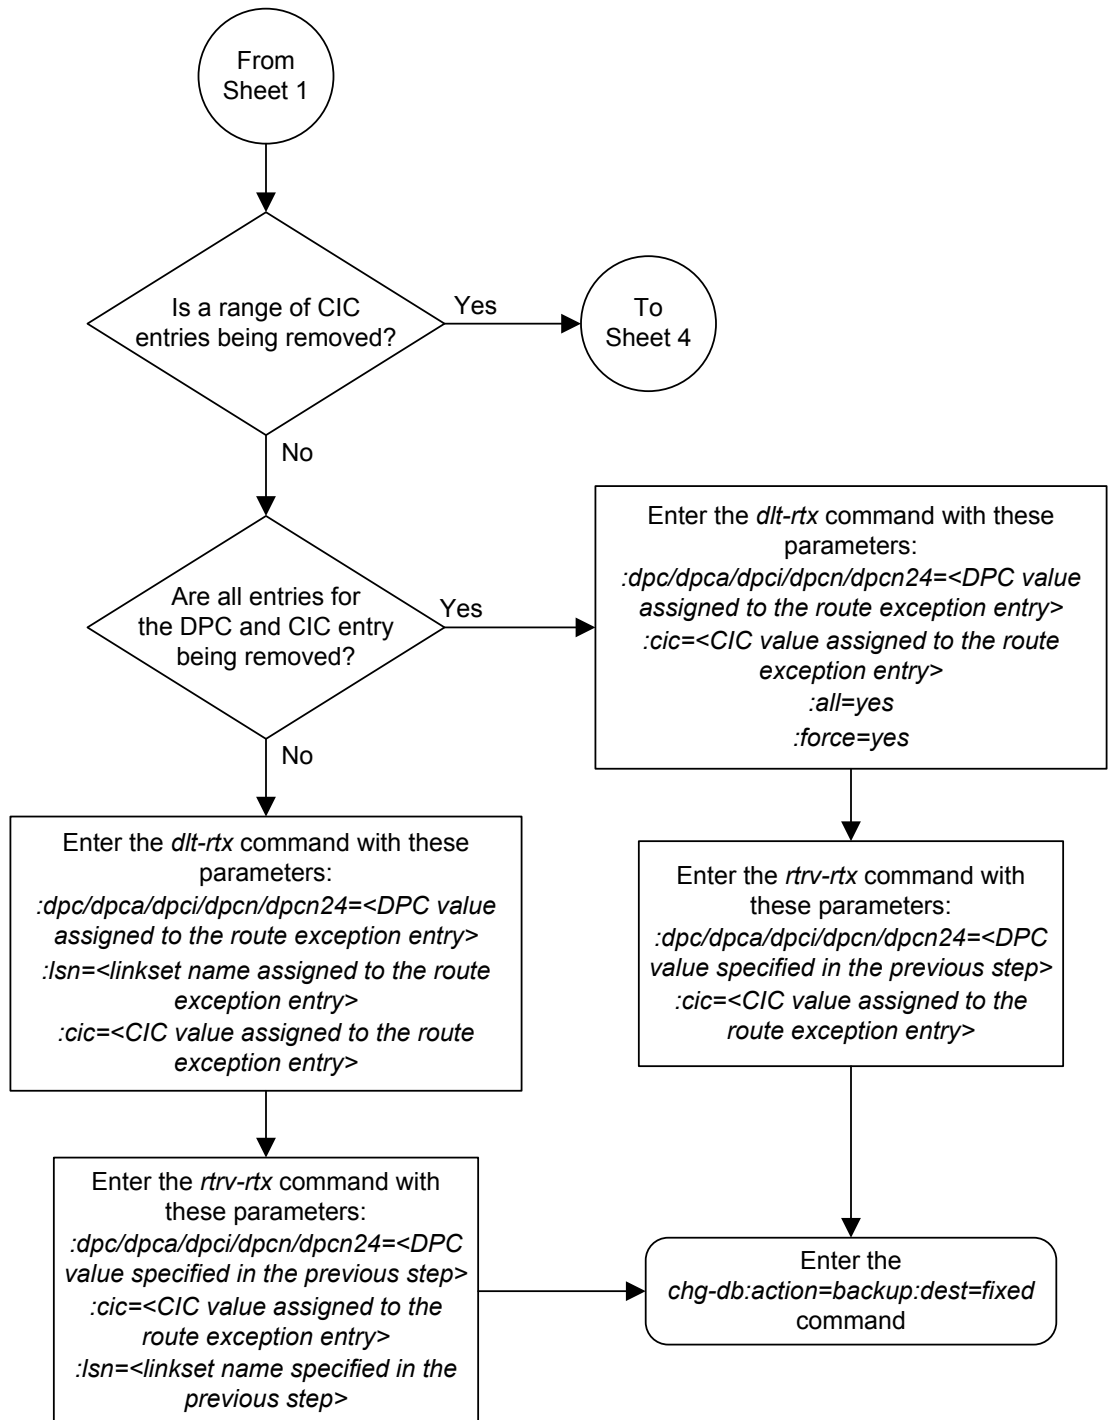 From
Sheet 1
Is a range of CIC
entries being removed?
Yes
To
Sheet 4
No
Are all entries for
the DPC and CIC entry
being removed?
Yes
Enter the dlt-rtx command with these
parameters:
:dpc/dpca/dpci/dpcn/dpcn24=<DPC value
assigned to the route exception entry>
:cic=<CIC value assigned to the route
exception entry>
:all=yes
:force=yes
No
Enter the dlt-rtx command with these
parameters:
:dpc/dpca/dpci/dpcn/dpcn24=<DPC value
assigned to the route exception entry>
:lsn=<linkset name assigned to the route
exception entry>
:cic=<CIC value assigned to the route
exception entry>
Enter the rtrv-rtx command with
these parameters:
:dpc/dpca/dpci/dpcn/dpcn24=<DPC
value specified in the previous step>
:cic=<CIC value assigned to the
route exception entry>
Enter the rtrv-rtx command with
these parameters:
:dpc/dpca/dpci/dpcn/dpcn24=<DPC
value specified in the previous step>
:cic=<CIC value assigned to the
route exception entry>
:lsn=<linkset name specified in the
previous step>
Enter the
chg-db:action=backup:dest=fixed
command